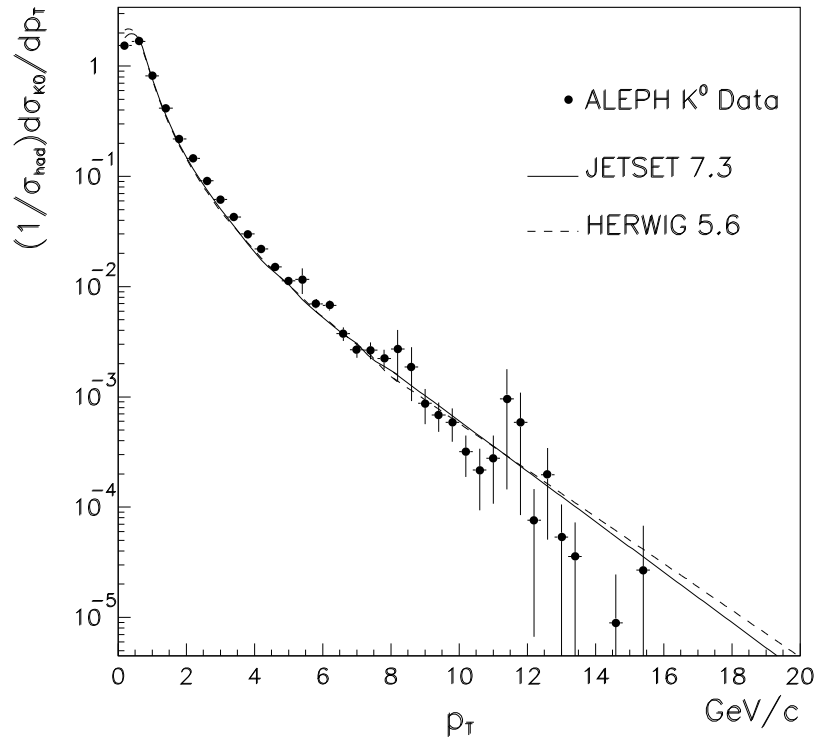 (1/σhad)dσK0/dpT
1
10⁻¹
10⁻²
10⁻³
10⁻⁴
10⁻⁵
ALEPH K⁰ Data
JETSET 7.3
HERWIG 5.6
0 2 4 6 8 10 12 14 16 18 20
GeV/c
pT